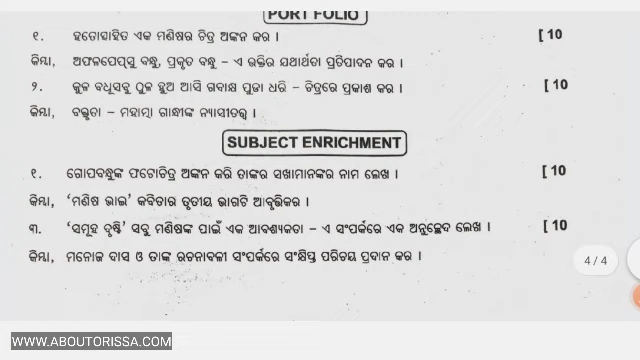 PORT FOLIO
୧. ହତୋତ୍ସାହିତ ଏକ ମଣିଷର ଚିତ୍ର ଅଙ୍କନ କର । [ 10
କିମ୍ବା, ଅଫଳପେପ୍ସୁ ବନ୍ଧୁ, ପ୍ରକୃତ ବନ୍ଧୁ – ଏ ଉକ୍ତିର ଯଥାର୍ଥତା ପ୍ରତିପାଦନ କର ।
୨. କୁଳ ବଧୂସବୁ ଠୁଳ ହୁଅ ଆସି ଗବାକ୍ଷ ପୁଡା ଧରି – ଚିତ୍ରରେ ପ୍ରକାଶ କର । [ 10
କିମ୍ବା, ବକ୍ତୃତା – ମହାତ୍ମା ଗାନ୍ଧୀଙ୍କ ନ୍ୟାସୀତତ୍ତ୍ୱ ।
SUBJECT ENRICHMENT
୧. ଗୋପବନ୍ଧୁଙ୍କ ଫଟୋଚିତ୍ର ଅଙ୍କନ କରି ତାଙ୍କର ସଖାମାନଙ୍କର ନାମ ଲେଖ । [ 10
କିମ୍ବା, ‘ମଣିଷ ଭାଇ’ କବିତାର ତୃତୀୟ ଭାଗଟି ଆବୃତ୍ତିକର ।
୩. ‘ସମୂହ ଦୃଷ୍ଟି’ ସବୁ ମଣିଷଙ୍କ ପାଇଁ ଏକ ଆବଶ୍ୟକତା – ଏ ସଂପର୍କରେ ଏକ ଅନୁଚ୍ଛେଦ ଲେଖ । [ 10
କିମ୍ବା, ମନୋଜ ଦାସ ଓ ତାଙ୍କ ରଚନାବଳୀ ସଂପର୍କରେ ସଂକ୍ଷିପ୍ତ ପରିଚୟ ପ୍ରଦାନ କର ।
4 / 4
WWW.ABOUTORISSA.COM